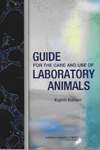 GUIDE
FOR THE CARE AND USE OF
LABORATORY
ANIMALS
Eighth Edition